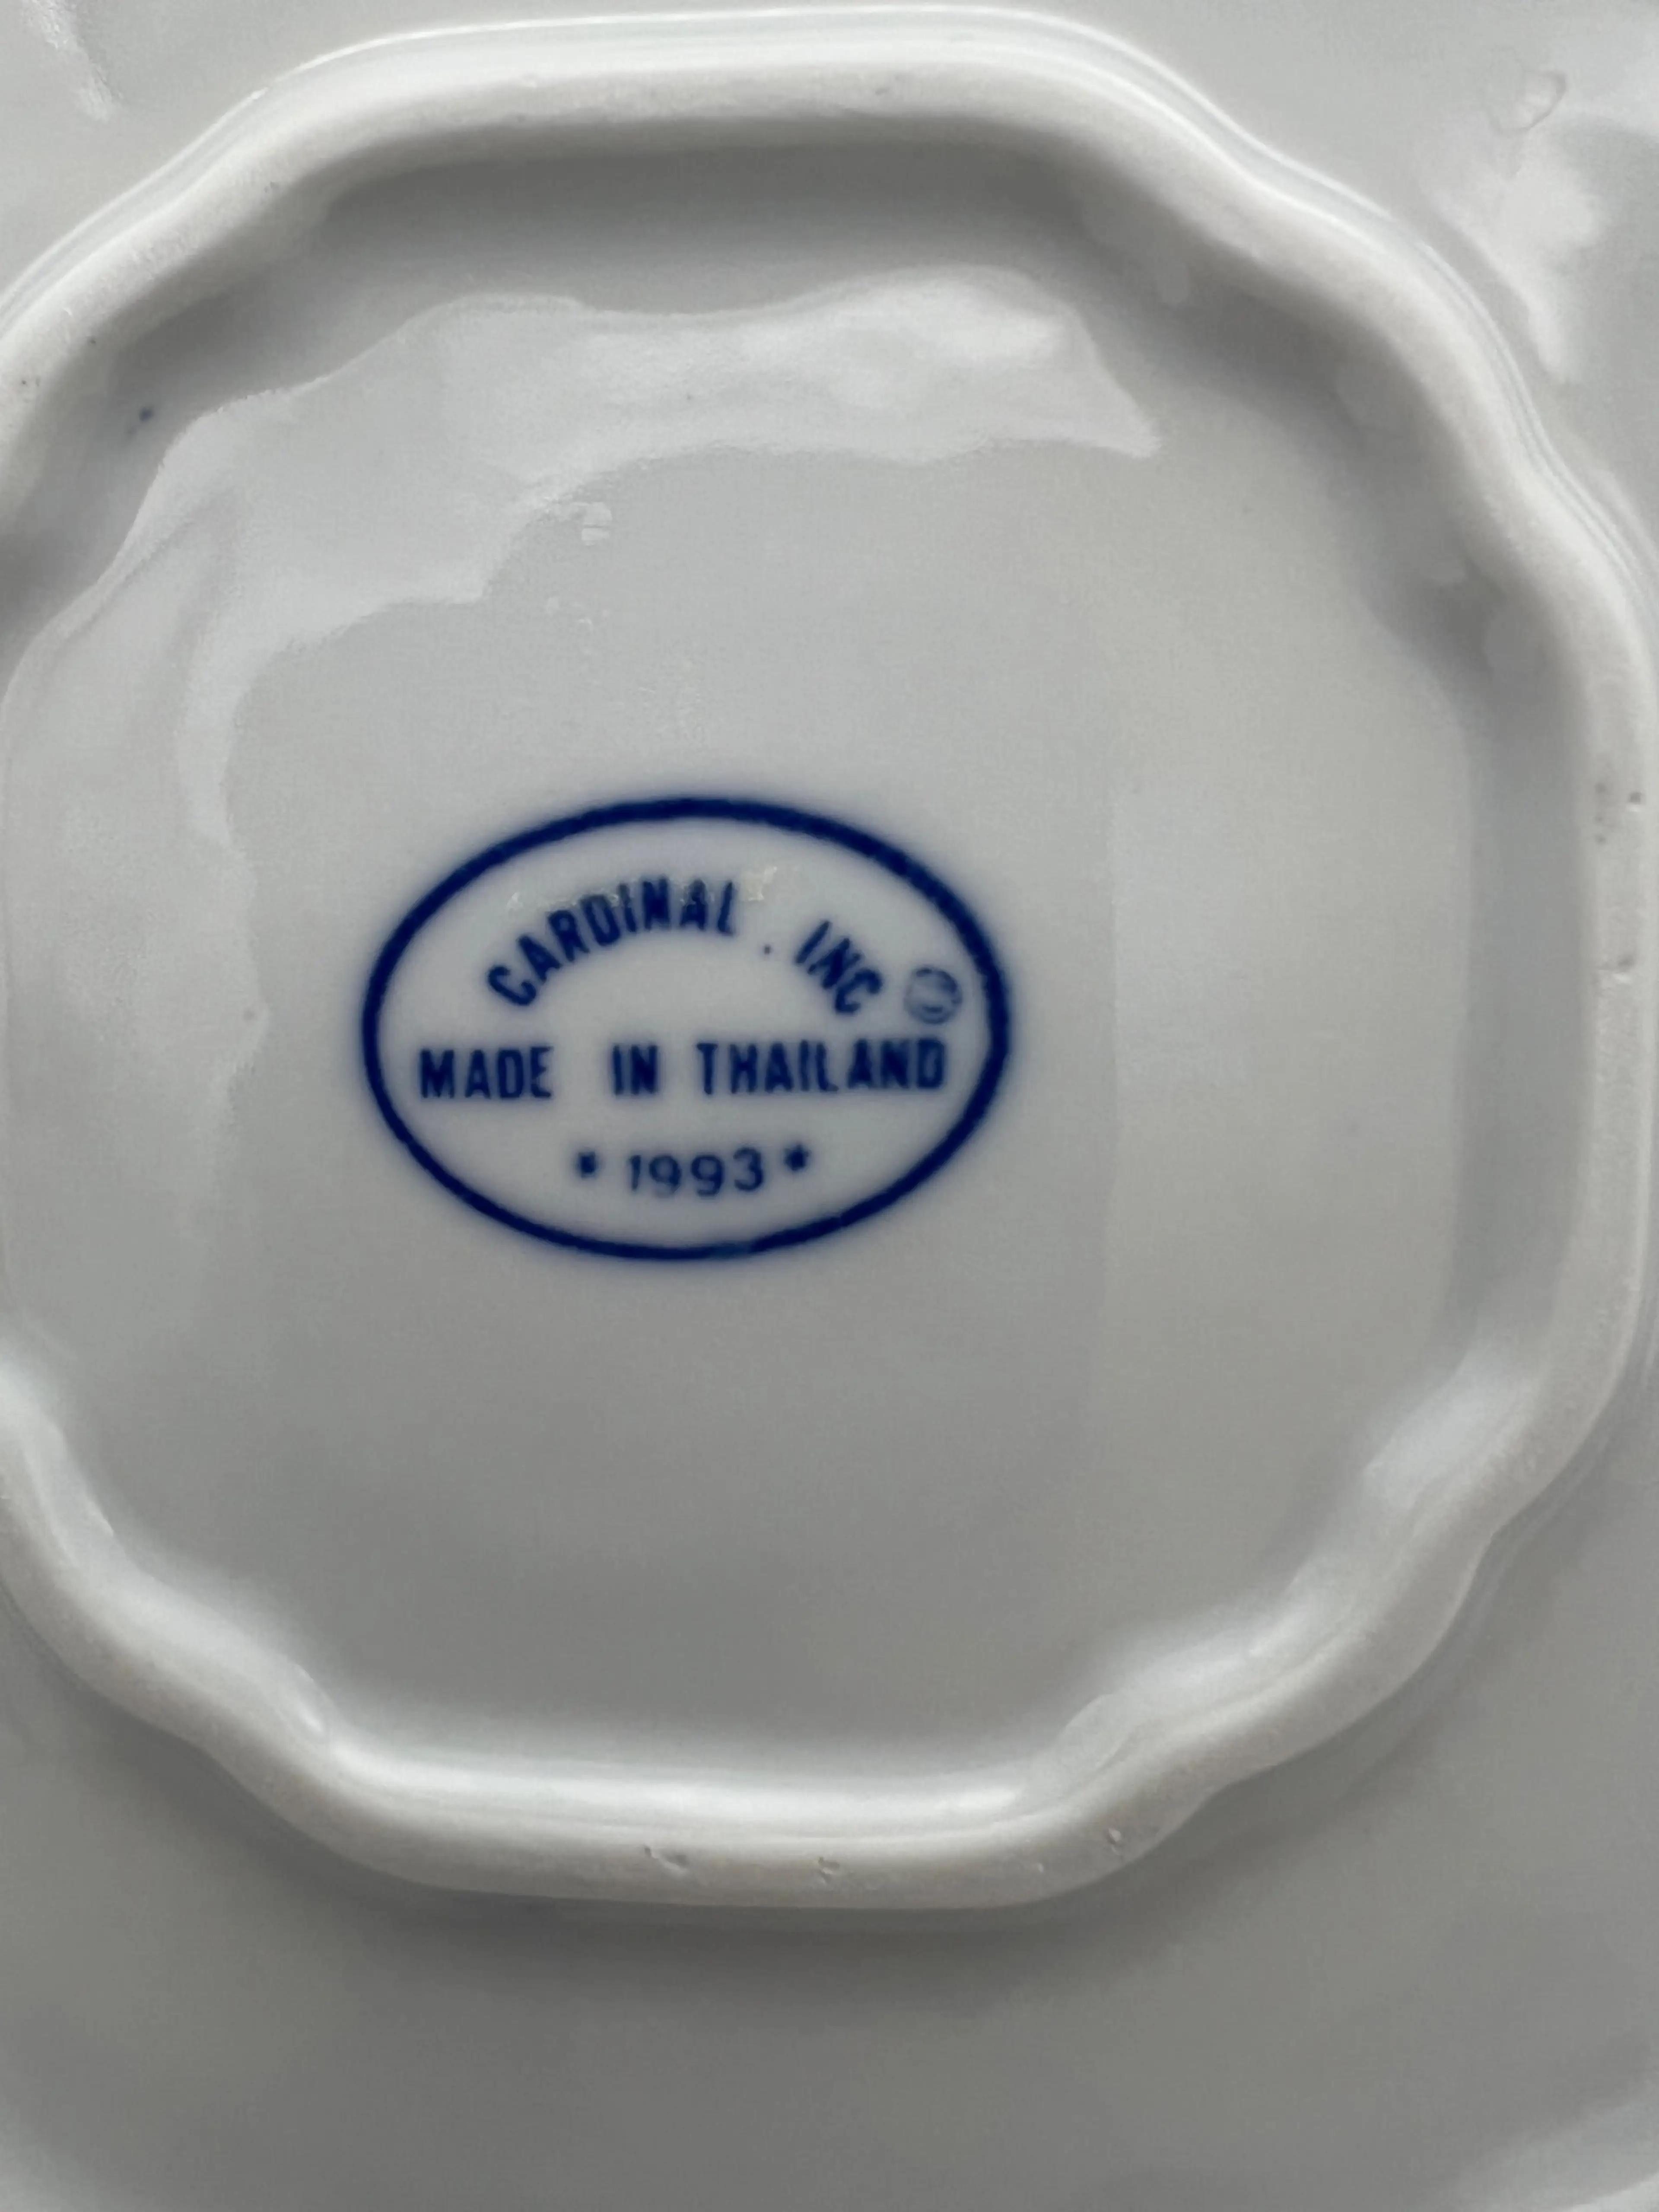 CARDINAL . INC ©
MADE IN THAILAND
* 1993 *